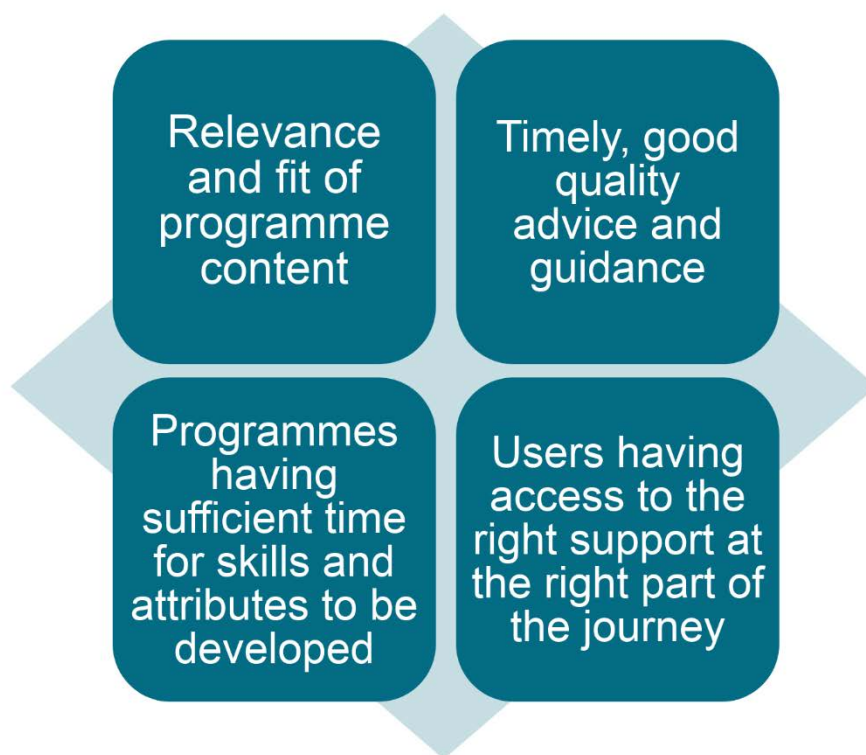 Relevance
and fit of
programme
content
Timely, good
quality
advice and
guidance
Programmes
having
sufficient time
for skills and
attributes to be
developed
Users having
access to the
right support at
the right part of
the journey